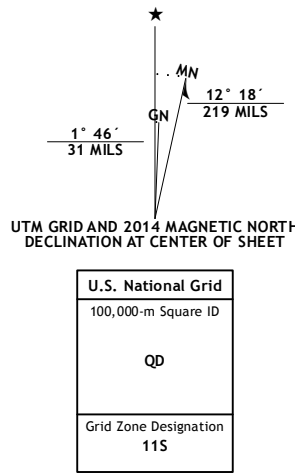 ★
MN
GN
12° 18´
219 MILS
1° 46´
31 MILS
UTM GRID AND 2014 MAGNETIC NORTH
DECLINATION AT CENTER OF SHEET
U.S. National Grid
100,000-m Square ID
QD
Grid Zone Designation
11S